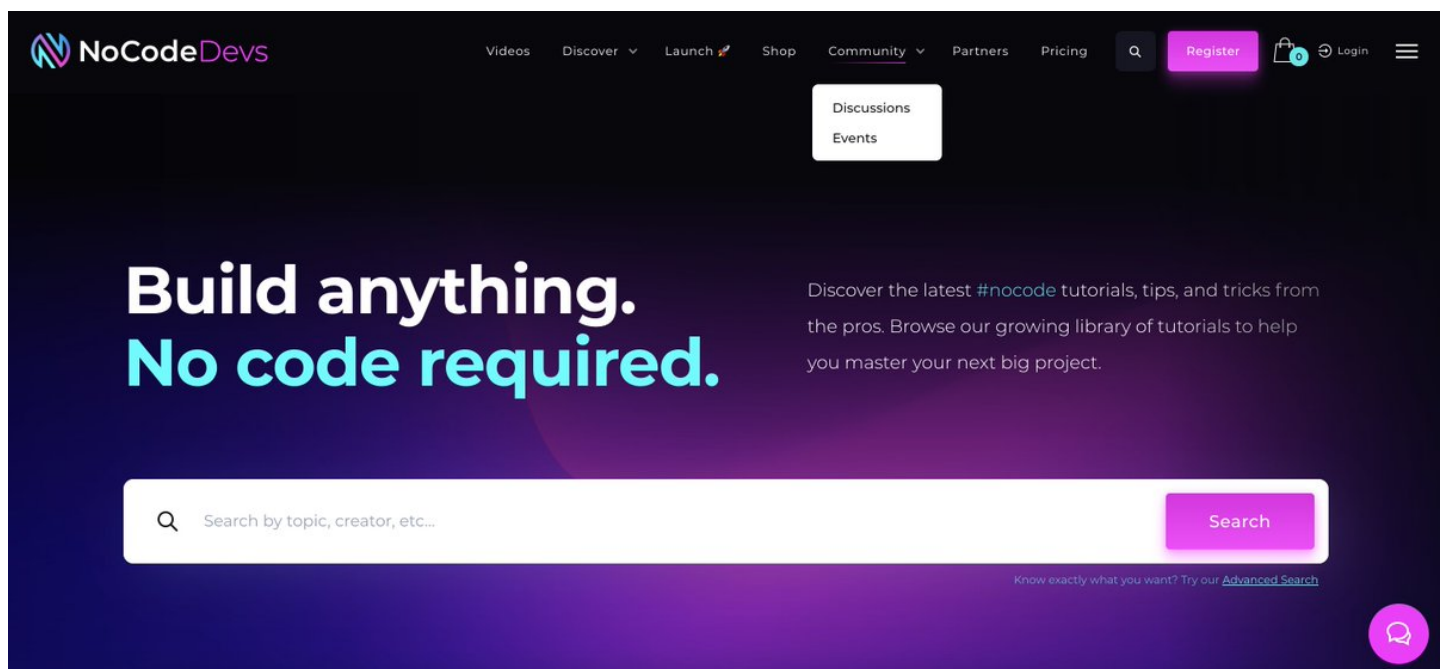 NoCodeDevs
Videos Discover Launch 🚀 Shop Community Partners Pricing Register 0 Login
Discussions
Events
Build anything.
No code required.
Discover the latest #nocode tutorials, tips, and tricks from
the pros. Browse our growing library of tutorials to help
you master your next big project.
Search by topic, creator, etc...
Search
Know exactly what you want? Try our Advanced Search